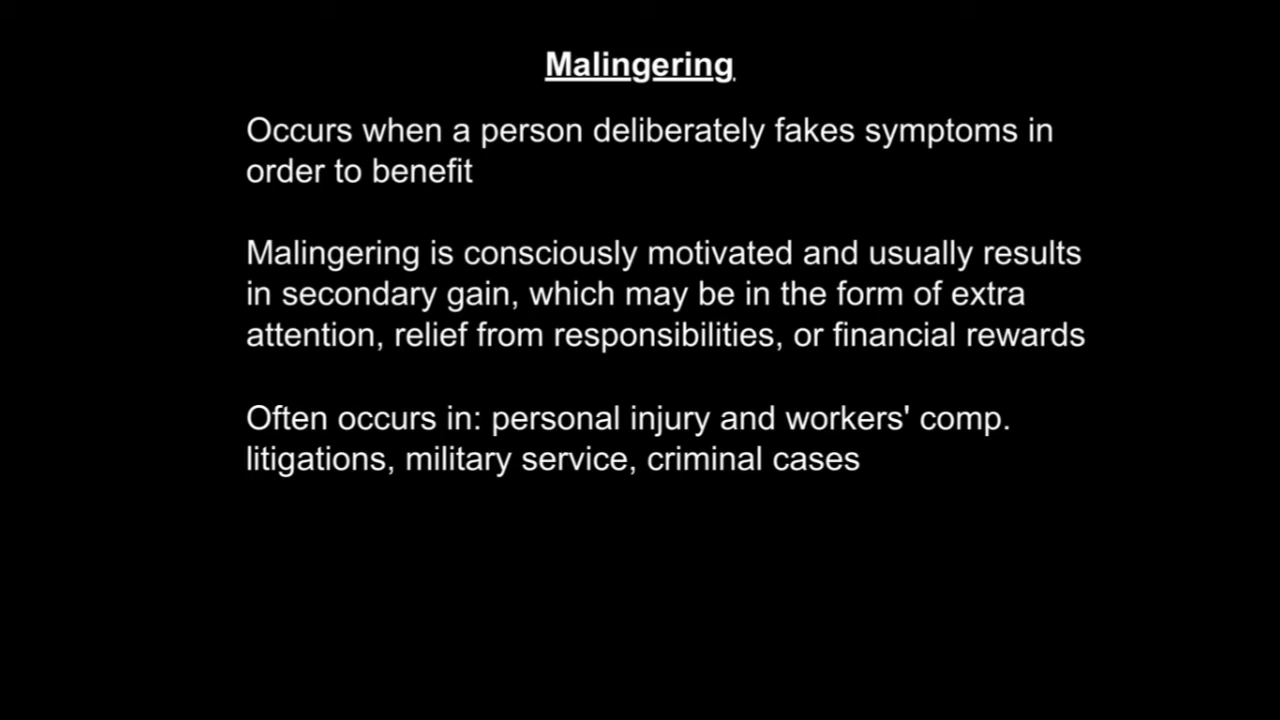 Malingering
Occurs when a person deliberately fakes symptoms in
order to benefit
Malingering is consciously motivated and usually results
in secondary gain, which may be in the form of extra
attention, relief from responsibilities, or financial rewards
Often occurs in: personal injury and workers' comp.
litigations, military service, criminal cases